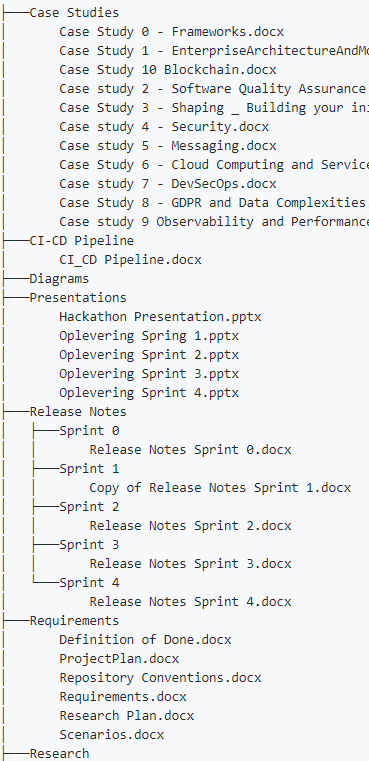 ├───Case Studies
│       Case Study 0 - Frameworks.docx
│       Case Study 1 - EnterpriseArchitectureAndMo
│       Case Study 10 Blockchain.docx
│       Case study 2 - Software Quality Assurance
│       Case Study 3 - Shaping _ Building your ini
│       Case study 4 - Security.docx
│       Case study 5 - Messaging.docx
│       Case Study 6 - Cloud Computing and Service
│       Case study 7 - DevSecOps.docx
│       Case Study 8 - GDPR and Data Complexities.
│       Case study 9 Observability and Performance
├───CI-CD Pipeline
│       CI_CD Pipeline.docx
├───Diagrams
├───Presentations
│       Hackathon Presentation.pptx
│       Oplevering Spring 1.pptx
│       Oplevering Sprint 2.pptx
│       Oplevering Sprint 3.pptx
│       Oplevering Sprint 4.pptx
├───Release Notes
│   ├───Sprint 0
│   │       Release Notes Sprint 0.docx
│   ├───Sprint 1
│   │       Copy of Release Notes Sprint 1.docx
│   ├───Sprint 2
│   │       Release Notes Sprint 2.docx
│   ├───Sprint 3
│   │       Release Notes Sprint 3.docx
│   └───Sprint 4
│           Release Notes Sprint 4.docx
├───Requirements
│       Definition of Done.docx
│       ProjectPlan.docx
│       Repository Conventions.docx
│       Requirements.docx
│       Research Plan.docx
│       Scenarios.docx
├───Research